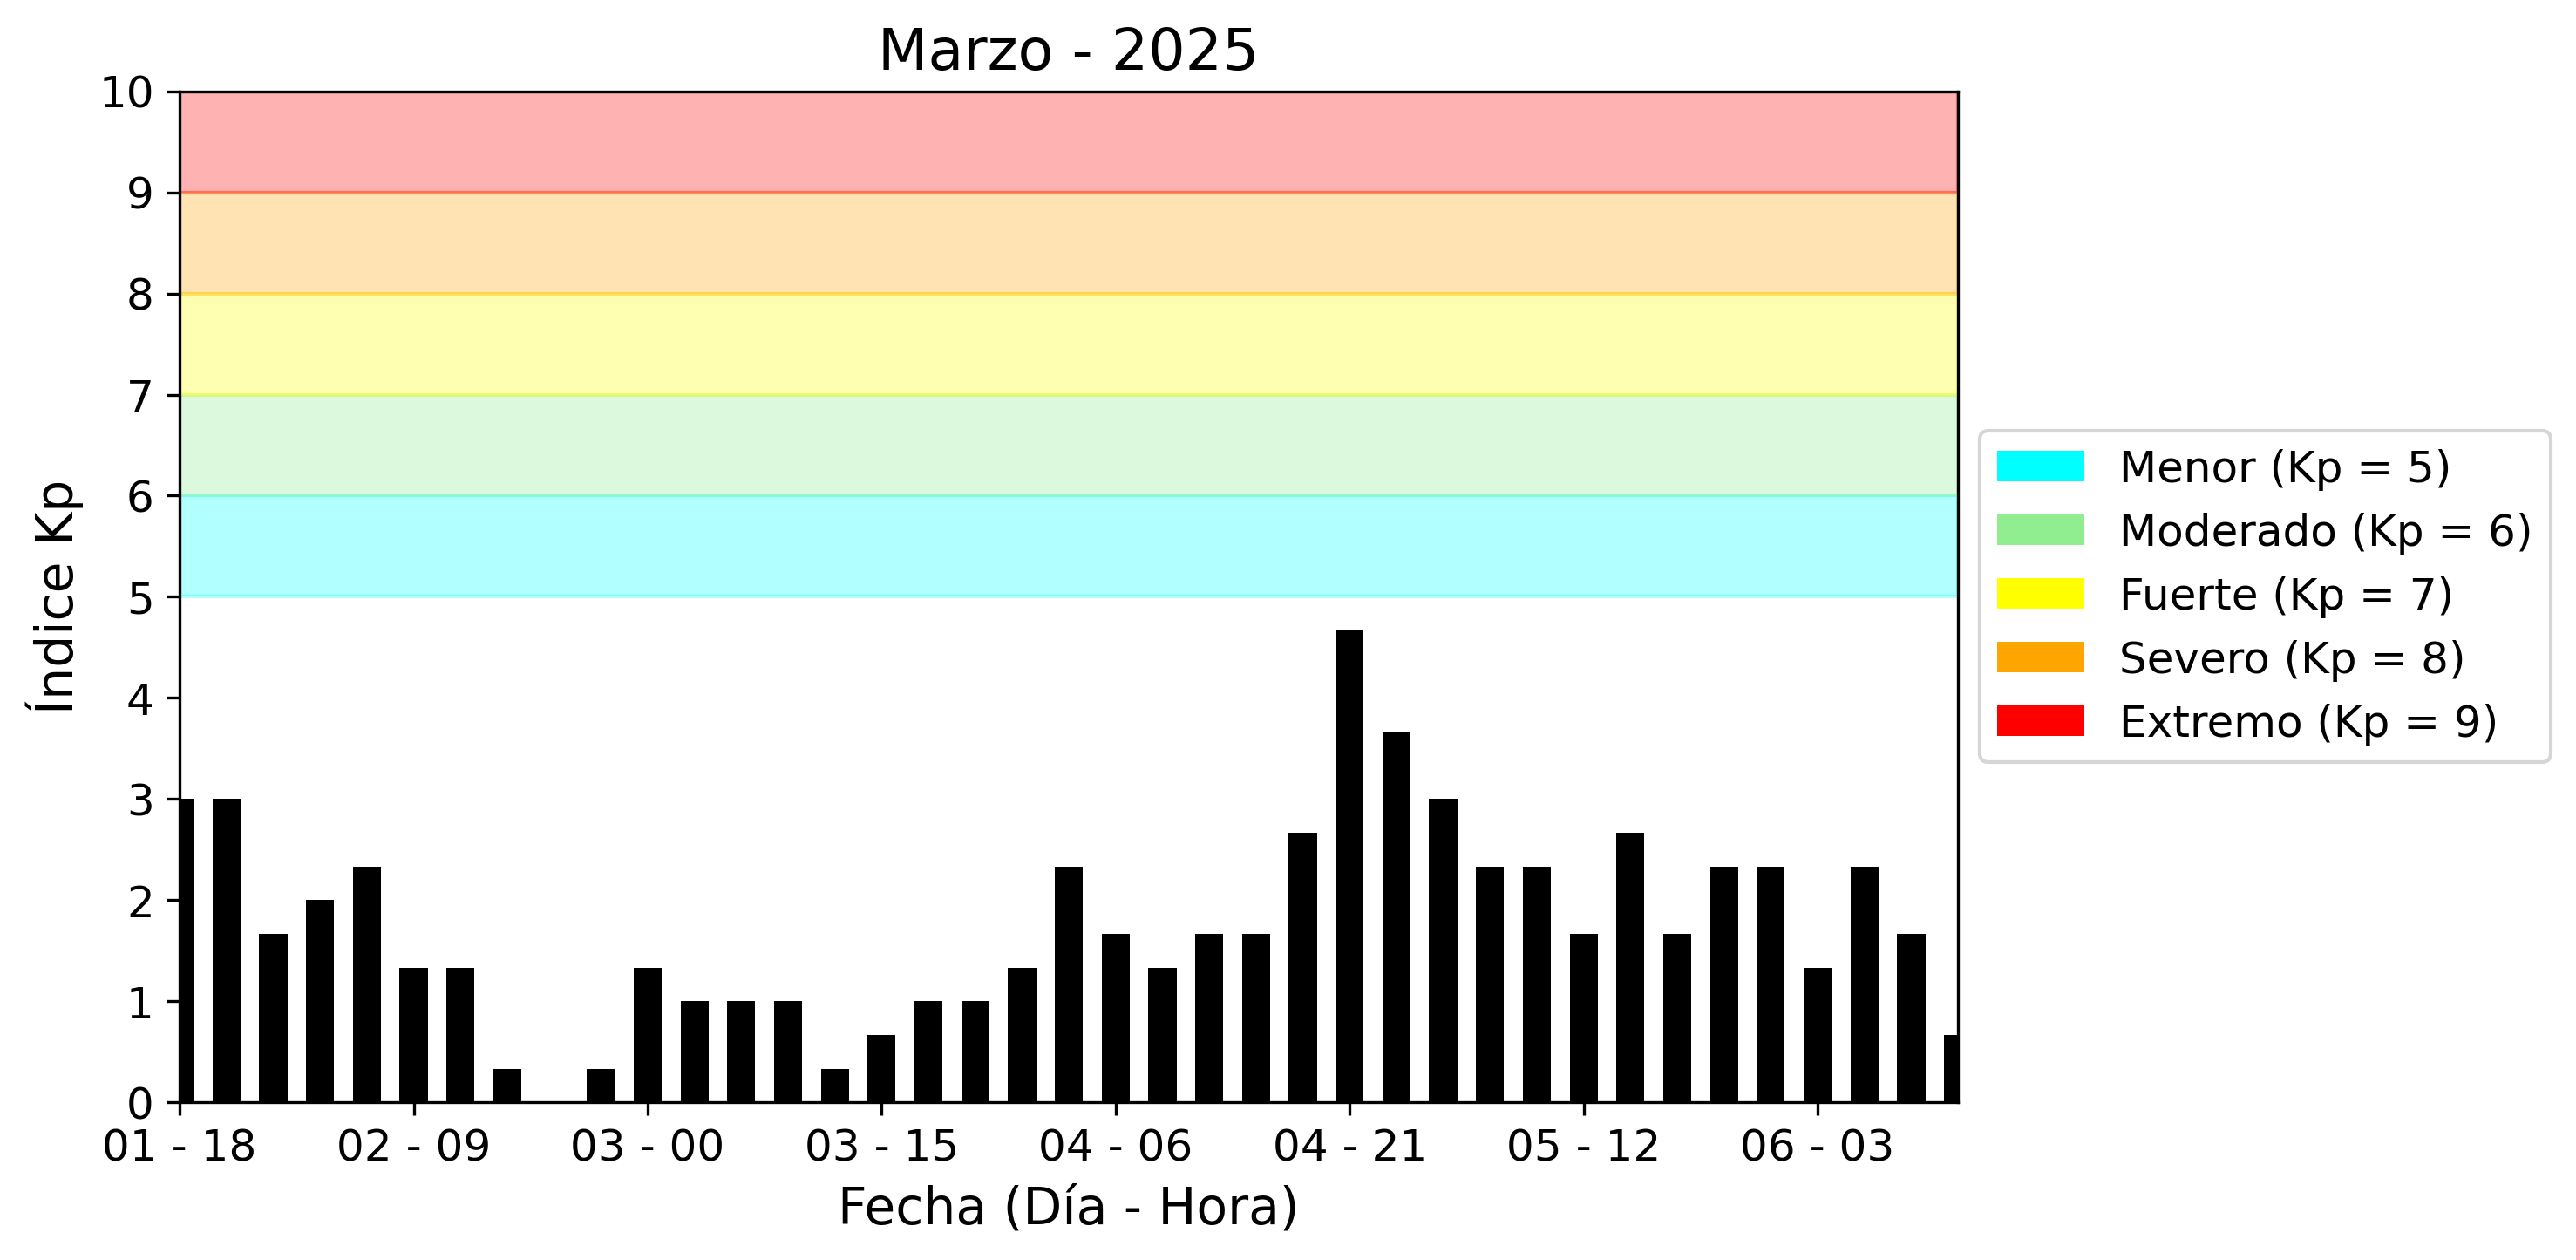 Marzo - 2025
10
9
8
7
6
5
4
3
2
1
0
Índice Kp
01 - 18
02 - 09
03 - 00
03 - 15
04 - 06
04 - 21
05 - 12
06 - 03
Fecha (Día - Hora)
Menor (Kp = 5)
Moderado (Kp = 6)
Fuerte (Kp = 7)
Severo (Kp = 8)
Extremo (Kp = 9)